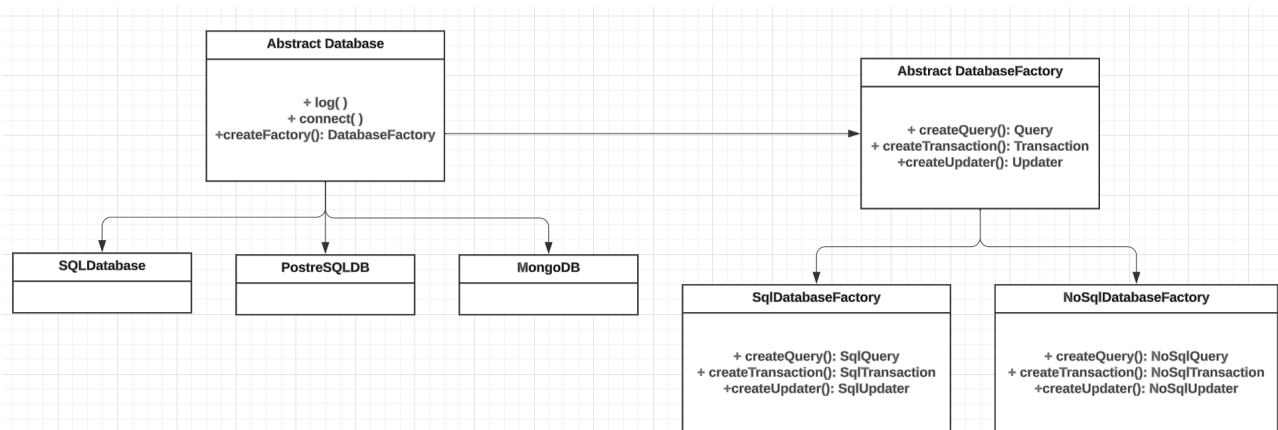 Abstract Database
+ log( )
+ connect( )
+createFactory(): DatabaseFactory
Abstract DatabaseFactory
+ createQuery(): Query
+ createTransaction(): Transaction
+createUpdater(): Updater
SQLDatabase
PostreSQLDB
MongoDB
SqlDatabaseFactory
+ createQuery(): SqlQuery
+ createTransaction(): SqlTransaction
+createUpdater(): SqlUpdater
NoSqlDatabaseFactory
+ createQuery(): NoSqlQuery
+ createTransaction(): NoSqlTransaction
+createUpdater(): NoSqlUpdater